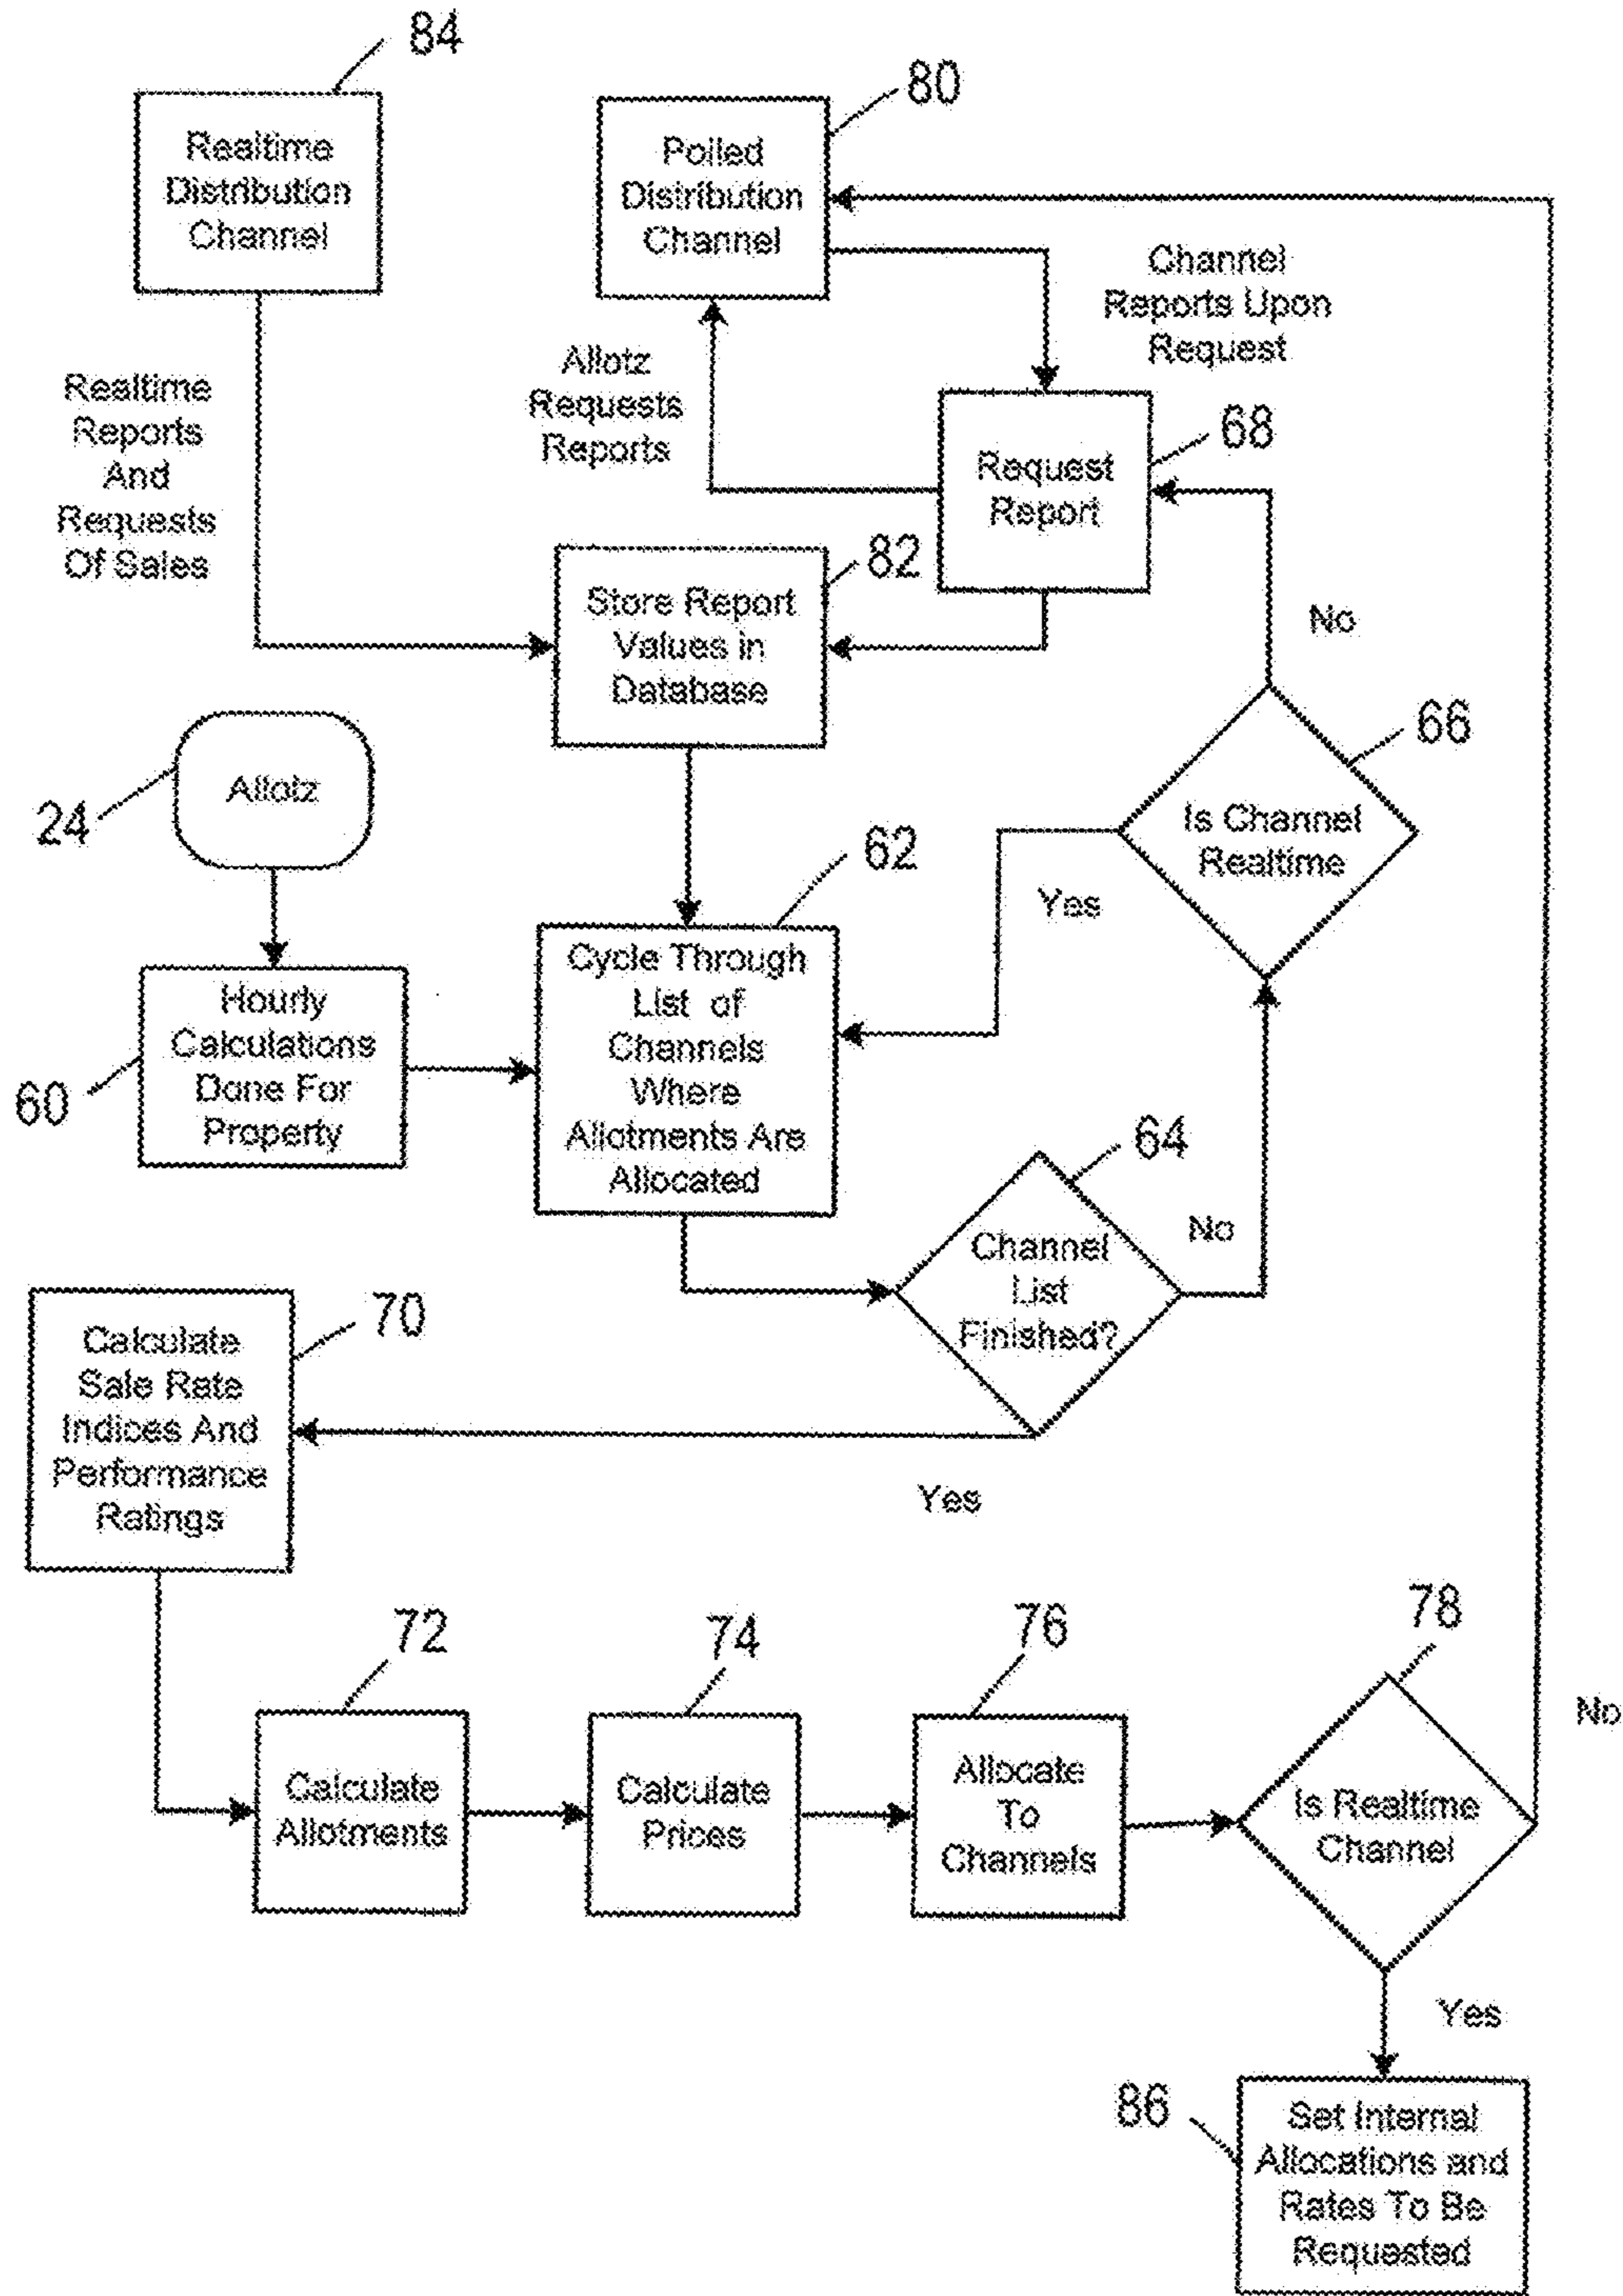 84
Realtime
Distribution
Channel
80
Polled
Distribution
Channel
Channel
Reports Upon
Request
Allotz
Requests
Reports
Realtime
Reports
And
Requests
Of Sales
68
Request
Report
82
Store Report
Values in
Database
No
66
Is Channel
Realtime
Yes
24
Allotz
62
Cycle Through
List of
Channels
Where
Allotments Are
Allocated
60
Hourly
Calculations
Done For
Property
64
Channel
List
Finished?
No
Yes
70
Calculate
Sale Rate
Indices And
Performance
Ratings
72
Calculate
Allotments
74
Calculate
Prices
76
Allocate
To
Channels
78
Is Realtime
Channel
No
Yes
86
Set Internal
Allocations and
Rates To Be
Requested